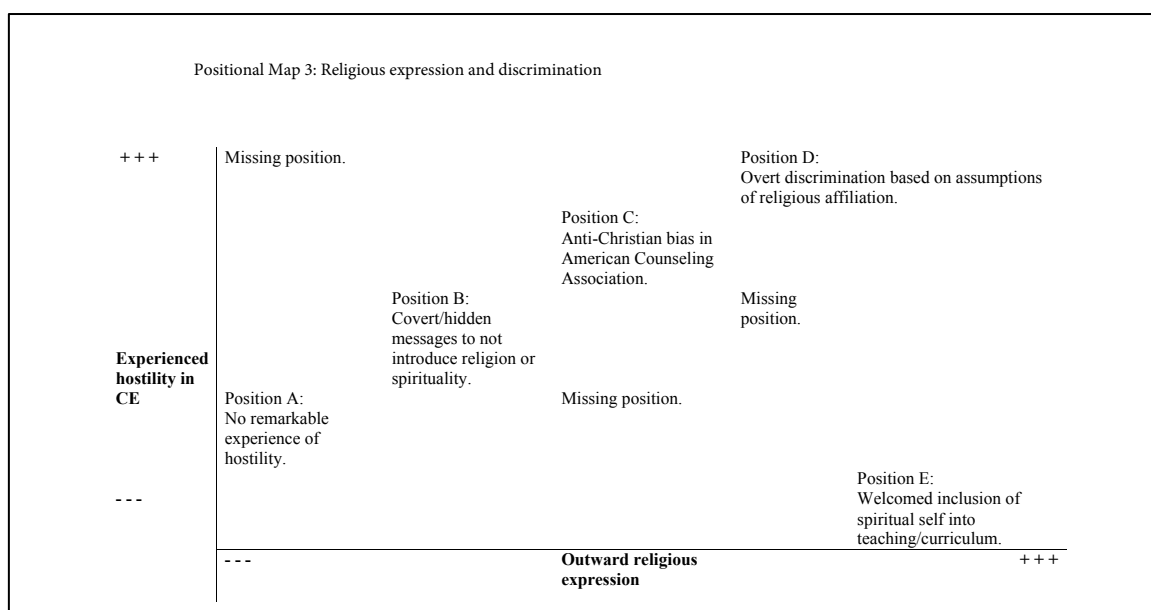 Positional Map 3: Religious expression and discrimination
+ + +
Missing position.
Position D:
Overt discrimination based on assumptions
of religious affiliation.
Position C:
Anti-Christian bias in
American Counseling
Association.
Position B:
Covert/hidden
messages to not
introduce religion or
spirituality.
Missing
position.
Experienced
hostility in
CE
Position A:
No remarkable
experience of
hostility.
Missing position.
- - -
Position E:
Welcomed inclusion of
spiritual self into
teaching/curriculum.
- - -
Outward religious
expression
+ + +